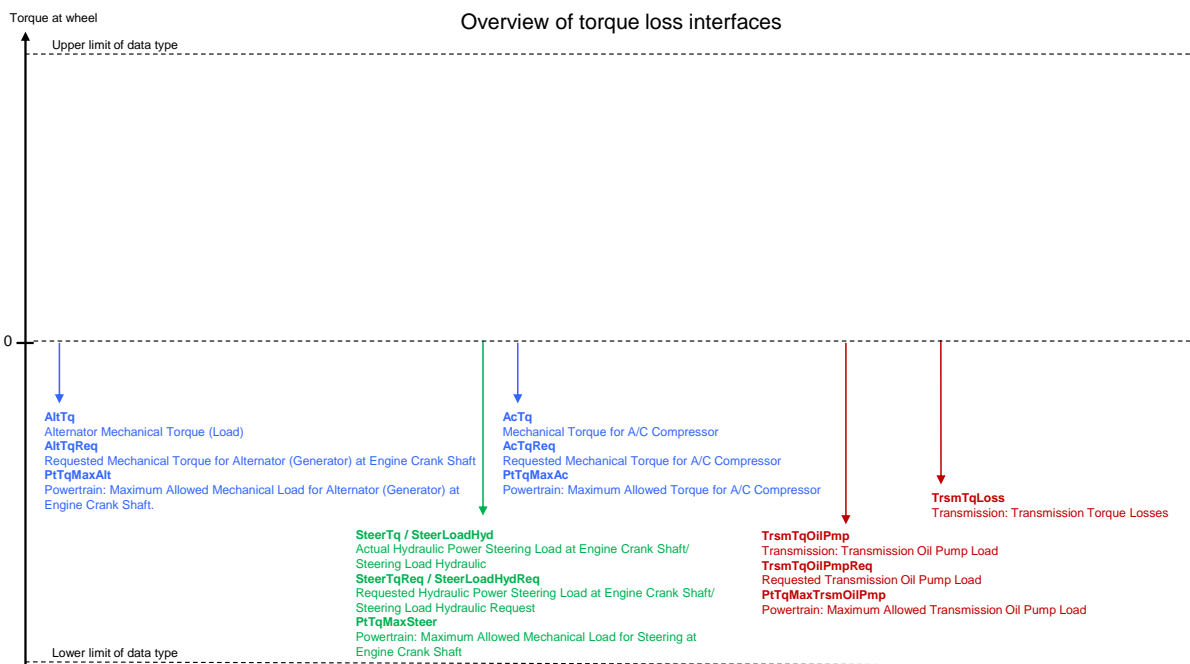 Torque at wheel
Overview of torque loss interfaces
Upper limit of data type
0
AltTq
Alternator Mechanical Torque (Load)
AltTqReq
Requested Mechanical Torque for Alternator (Generator) at Engine Crank Shaft
PtTqMaxAlt
Powertrain: Maximum Allowed Mechanical Load for Alternator (Generator) at
Engine Crank Shaft.
AcTq
Mechanical Torque for A/C Compressor
AcTqReq
Requested Mechanical Torque for A/C Compressor
PtTqMaxAc
Powertrain: Maximum Allowed Torque for A/C Compressor
TrsmTqLoss
Transmission: Transmission Torque Losses
SteerTq / SteerLoadHyd
Actual Hydraulic Power Steering Load at Engine Crank Shaft/
Steering Load Hydraulic
SteerTqReq / SteerLoadHydReq
Requested Hydraulic Power Steering Load at Engine Crank Shaft/
Steering Load Hydraulic Request
PtTqMaxSteer
Powertrain: Maximum Allowed Mechanical Load for Steering at
Engine Crank Shaft
TrsmTqOilPmp
Transmission: Transmission Oil Pump Load
TrsmTqOilPmpReq
Requested Transmission Oil Pump Load
PtTqMaxTrsmOilPmp
Powertrain: Maximum Allowed Transmission Oil Pump Load
Lower limit of data type